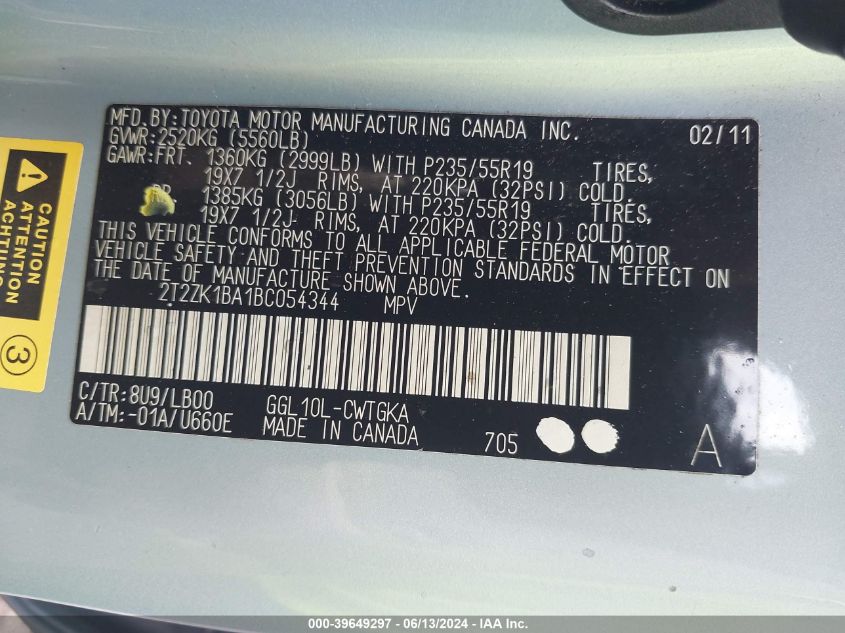 MFD. BY: TOYOTA MOTOR MANUFACTURING CANADA INC. 02/11
GVWR: 2520KG (5560LB)
GAWR: FRT. 1360KG (2999LB) WITH P235/55R19 TIRES,
19X7 1/2J RIMS, AT 220KPA (32PSI) COLD.
RR. 1385KG (3056LB) WITH P235/55R19 TIRES,
19X7 1/2J RIMS, AT 220KPA (32PSI) COLD.
THIS VEHICLE CONFORMS TO ALL APPLICABLE FEDERAL MOTOR
VEHICLE SAFETY AND THEFT PREVENTION STANDARDS IN EFFECT ON
THE DATE OF MANUFACTURE SHOWN ABOVE.
2T2ZK1BA1BC054344 MPV
C/TR: 8U9/LB00 GGL10L-CWTGKA
A/TM: -01A/U660E MADE IN CANADA 705 A
CAUTION
ATTENTION
ACHTUNG
3
000-39649297 - 06/13/2024 - IAA Inc.